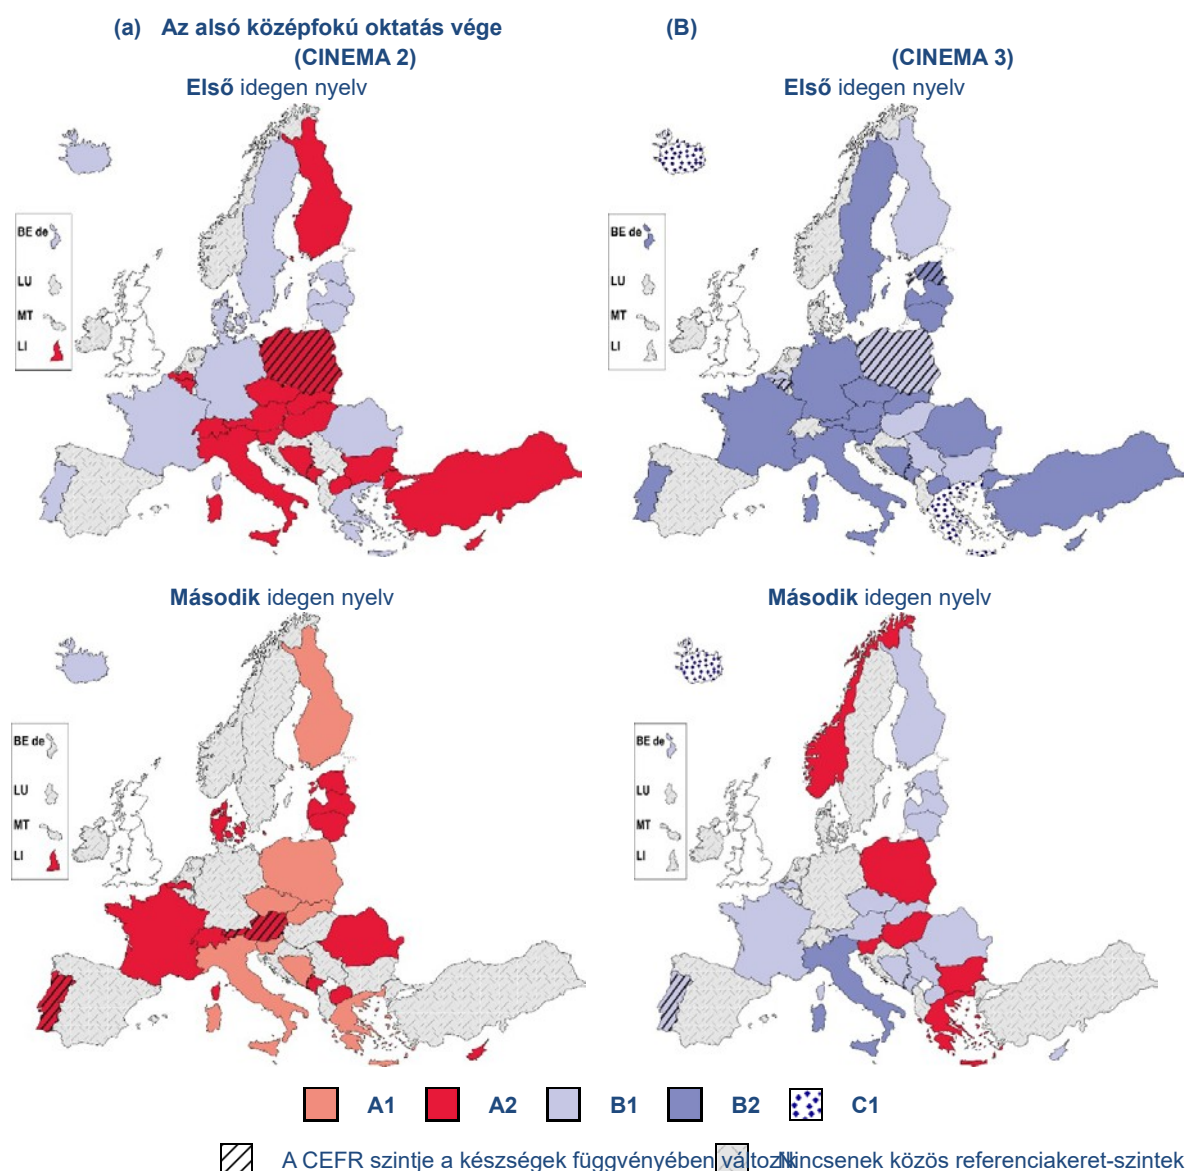 (a) Az alsó középfokú oktatás vége
(CINEMA 2)
Első idegen nyelv
(B)
(CINEMA 3)
Első idegen nyelv
BE de
LU
MT
LI
BE de
LU
MT
LI
Második idegen nyelv
Második idegen nyelv
BE de
LU
MT
LI
BE de
LU
MT
LI
A1 A2 B1 B2 C1
A CEFR szintje a készségek függvényében változik
Nincsenek közös referenciakeret-szintek